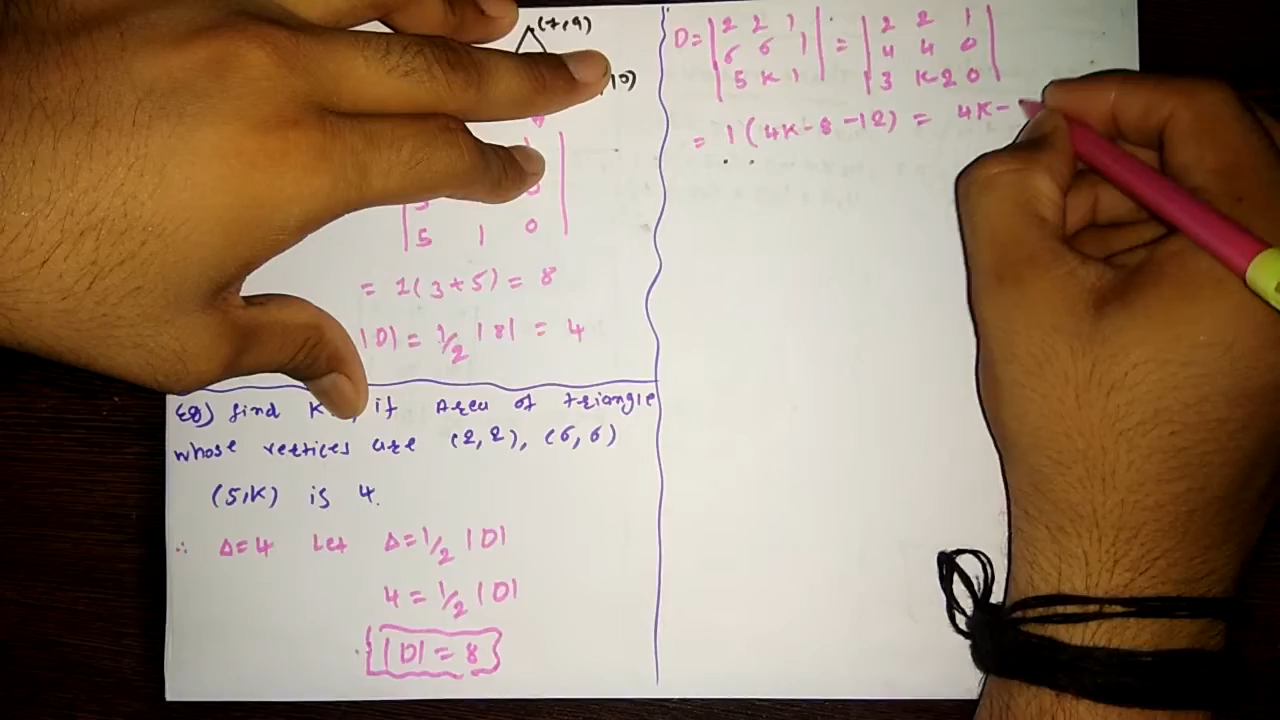 (7,9)
10)
5 1 0
= 1(3+5) = 8
|D| = 1/2 |8| = 4
Eg) find K, if Area of triangle
whose vertices are (2,2), (6,6)
(5,K) is 4.
∴ Δ=4 Let Δ=1/2 |D|
4 = 1/2 |D|
|D| = 8
D= | 2 2 1 | = | 2 2 1 |
| 6 6 1 | | 4 4 0 |
| 5 K 1 | | 3 K-2 0 |
= 1(4K-8-12) = 4K-